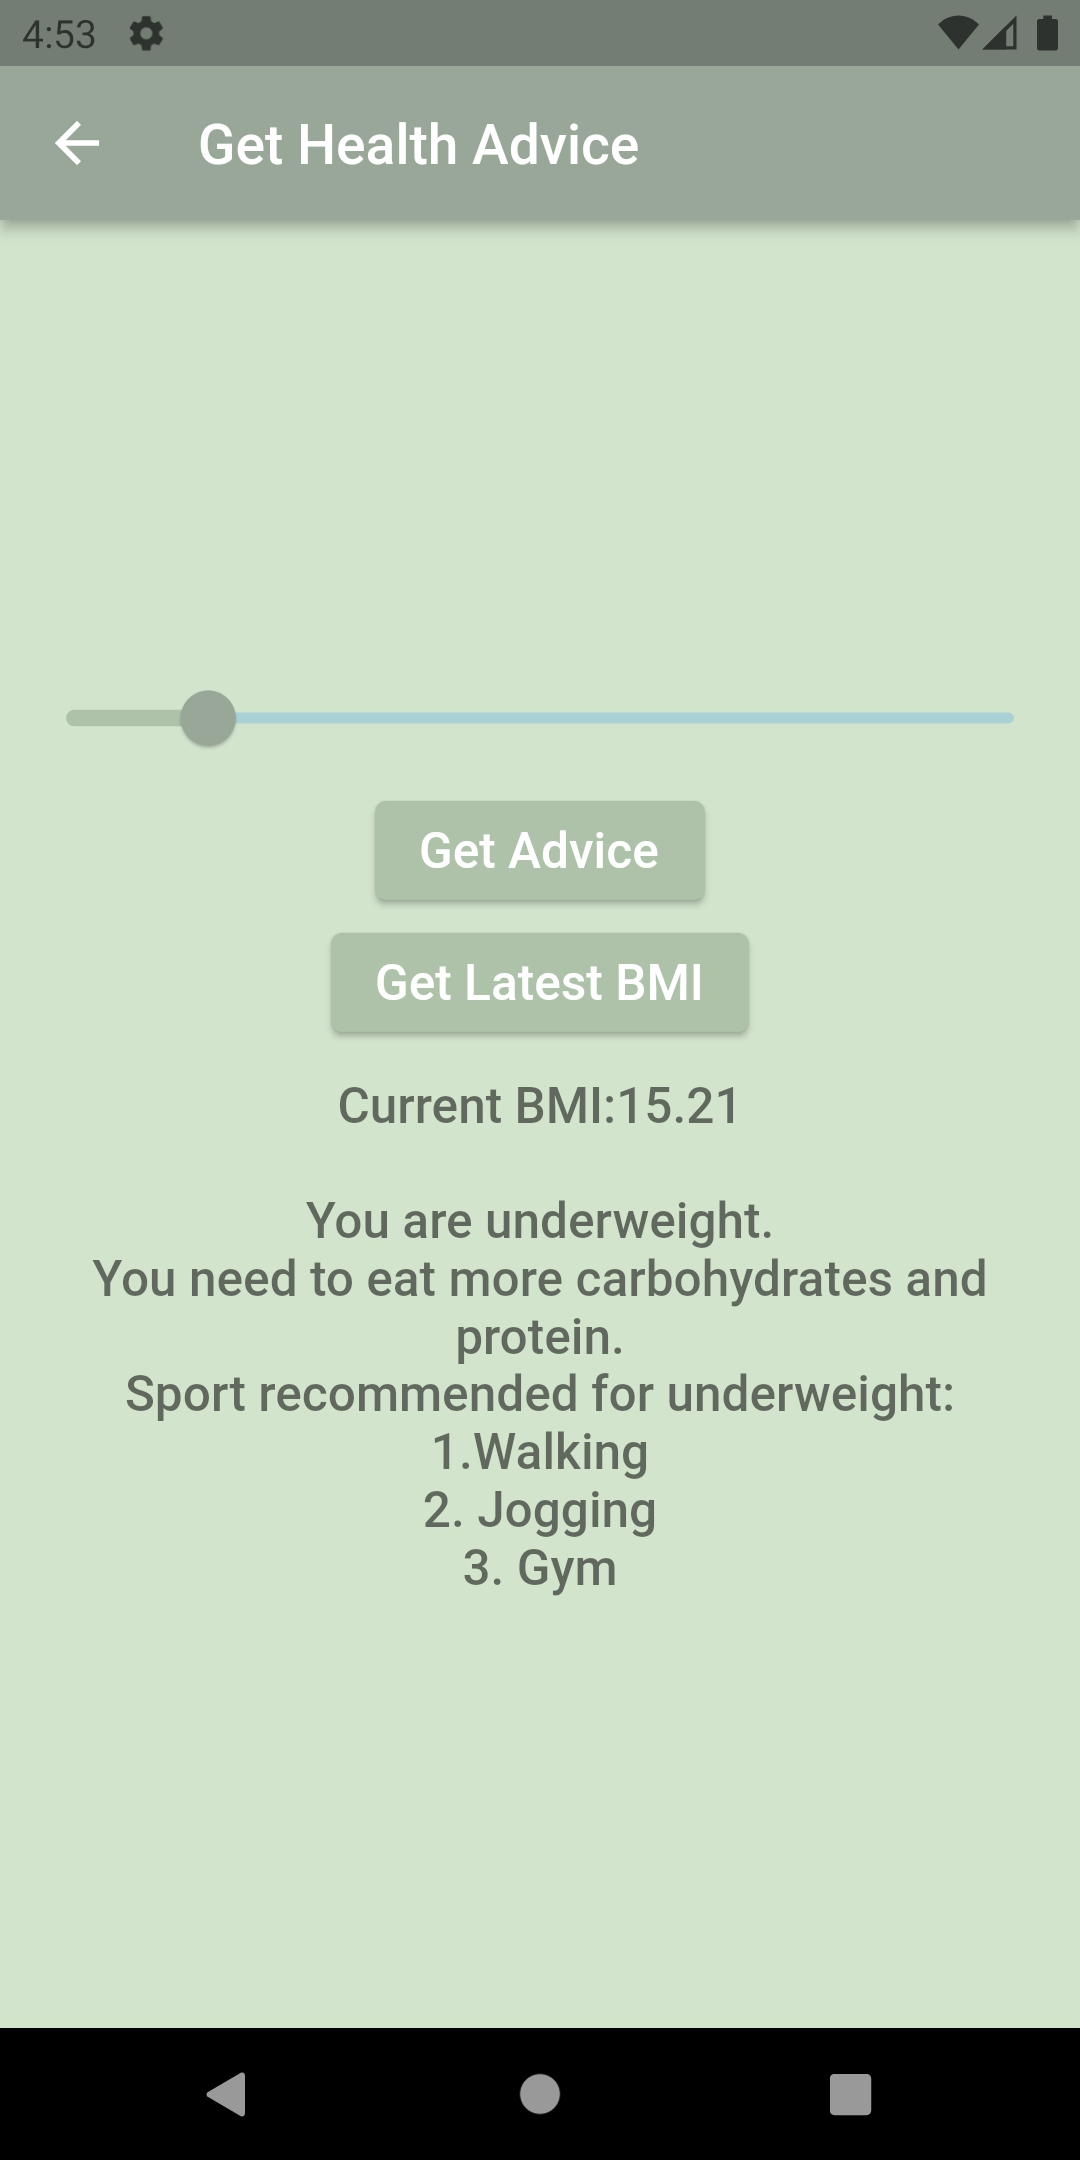 4:53
Get Health Advice
Get Advice
Get Latest BMI
Current BMI:15.21
You are underweight.
You need to eat more carbohydrates and
protein.
Sport recommended for underweight:
1.Walking
2. Jogging
3. Gym